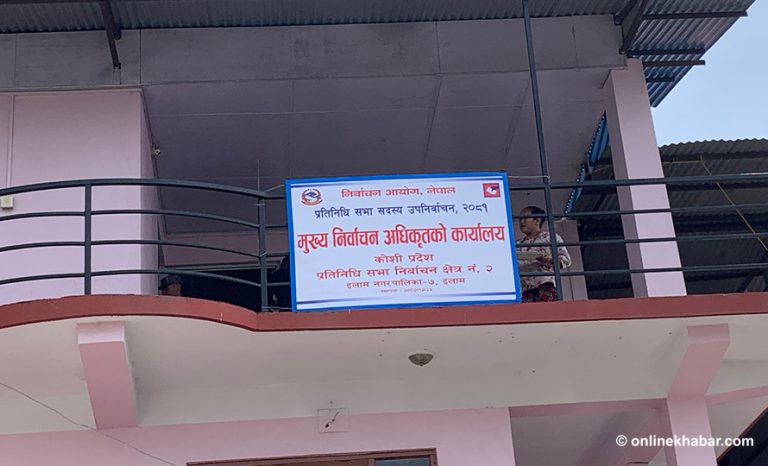 निर्वाचन आयोग, नेपाल
प्रतिनिधि सभा सदस्य उपनिर्वाचन, २०८१
मुख्य निर्वाचन अधिकृतको कार्यालय
कोशी प्रदेश
प्रतिनिधि सभा निर्वाचन क्षेत्र नं. २
इलाम नगरपालिका-७, इलाम
© onlinekhabar.com